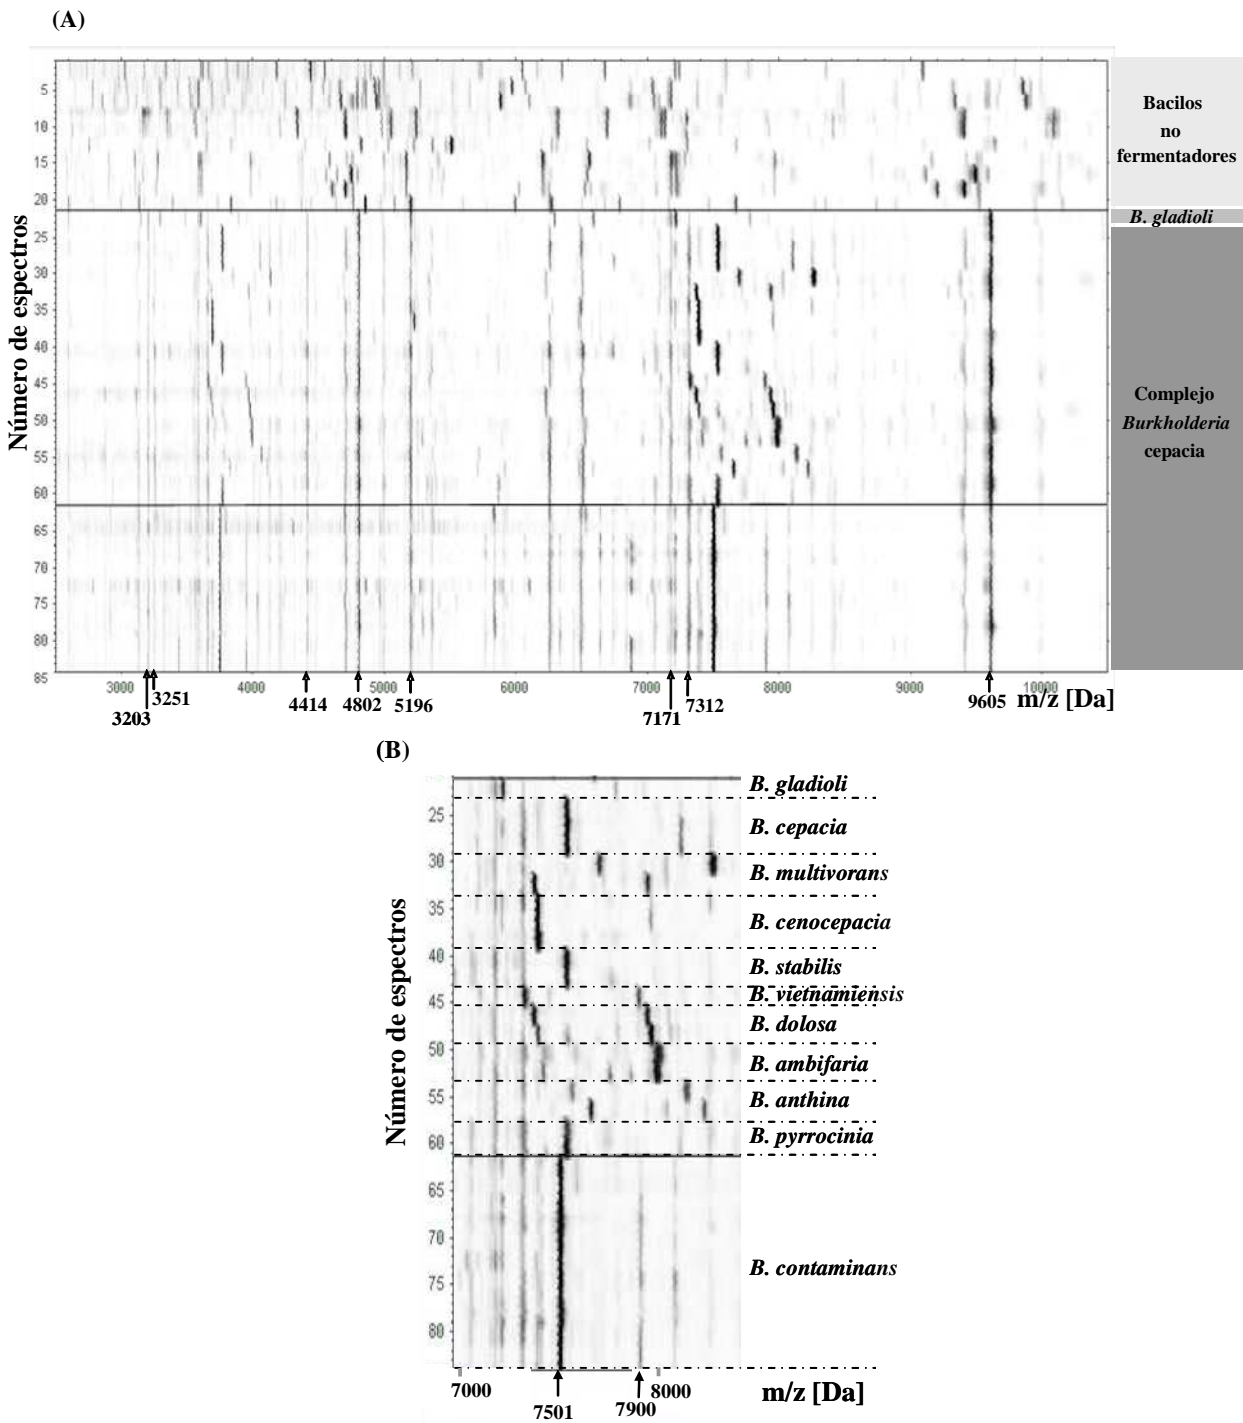 (A)
Número de espectros
5
10
15
20
25
30
35
40
45
50
55
60
65
70
75
80
85
Bacilos
no
fermentadores
B. gladioli
Complejo
Burkholderia
cepacia
3000
4000
5000
6000
7000
8000
9000
10000
m/z [Da]
3203
3251
4414
4802
5196
7171
7312
9605
(B)
Número de espectros
25
30
35
40
45
50
55
60
65
70
75
80
B. gladioli
B. cepacia
B. multivorans
B. cenocepacia
B. stabilis
B. vietnamiensis
B. dolosa
B. ambifaria
B. anthina
B. pyrrocinia
B. contaminans
7000
8000
m/z [Da]
7501
7900